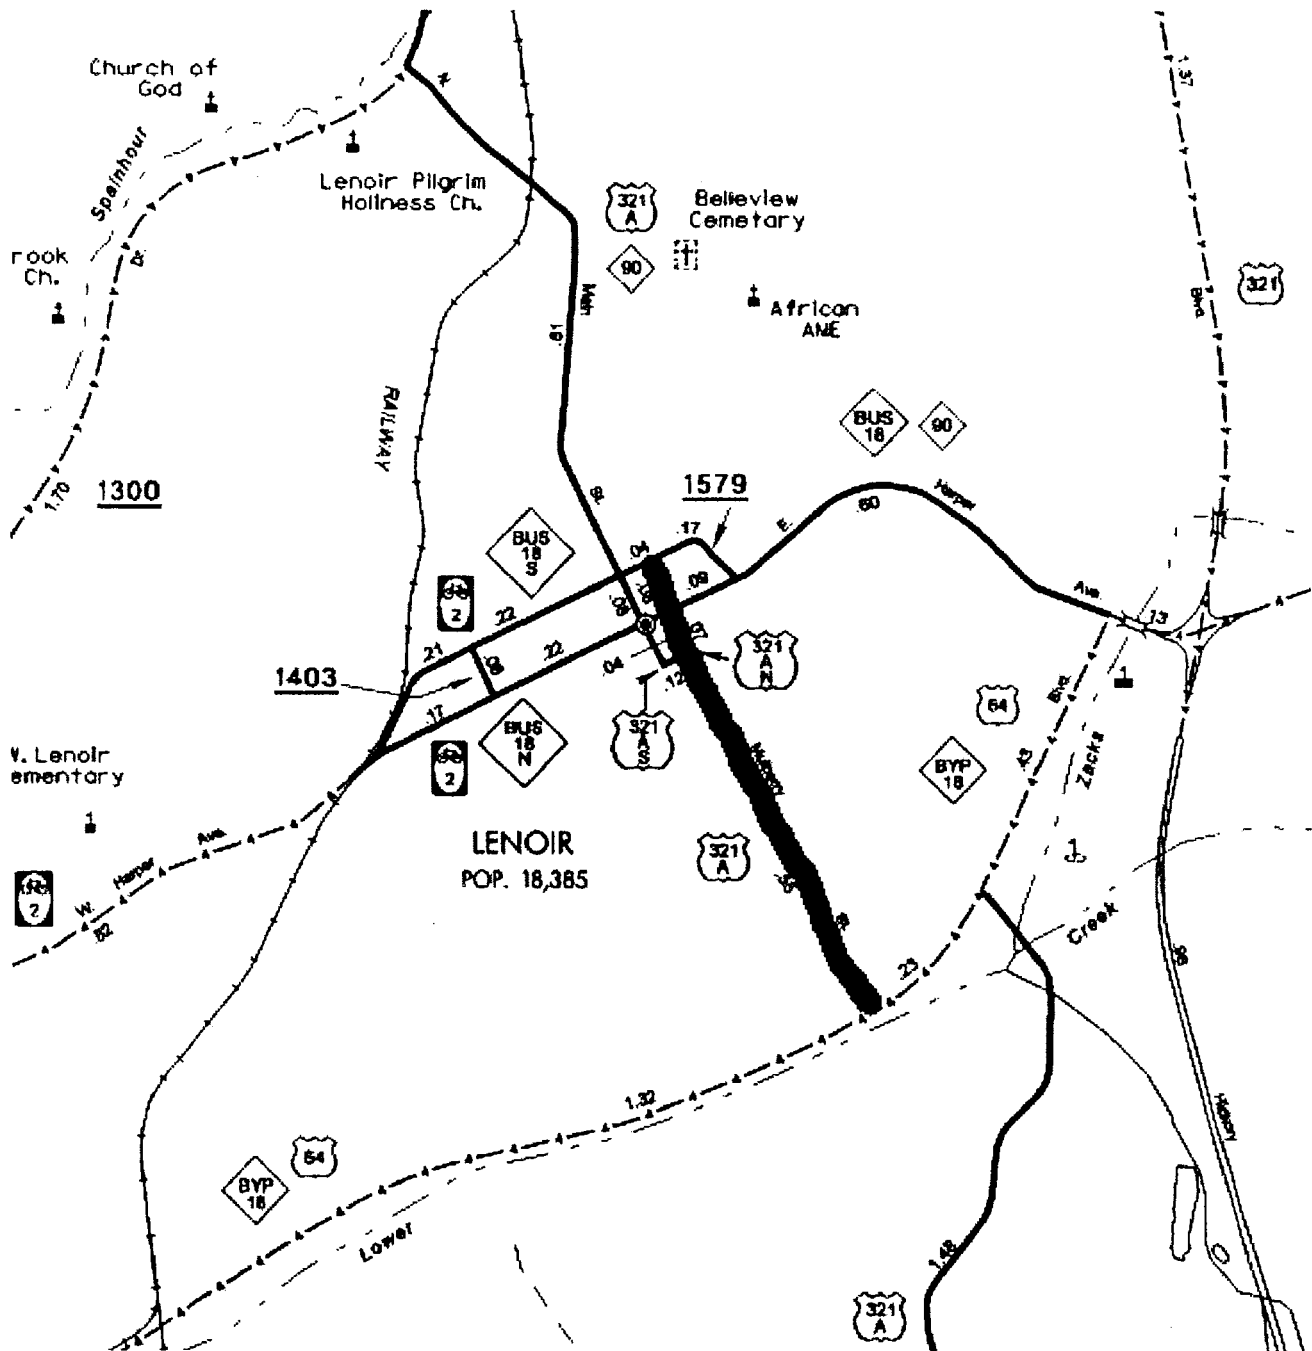 Church of
God
1.37
N
Spainhour
Lenoir Pilgrim
Holiness Ch.
321
A
Belleview
Cemetary
rook
Ch.
Dr.
90
Main
321
Blvd.
African
AME
.19
RAILWAY
BUS
18
90
1.70
1300
1579
Harper
.60
E.
.17
BUS
18
S
.04
.09
2
.22
.08
Ave.
.13
.21
.22
.04
321
A
N
1403
.12
.17
BUS
18
N
321
A
S
64
Blvd.
2
W. Lenoir
ementary
BYP
18
.43
Zacks
Mulberry
LENOIR
POP. 18,385
321
A
Harper
Ave.
2
W.
.82
Creek
.23
.98
1.32
Hickory
64
BYP
18
Lower
1.48
321
A